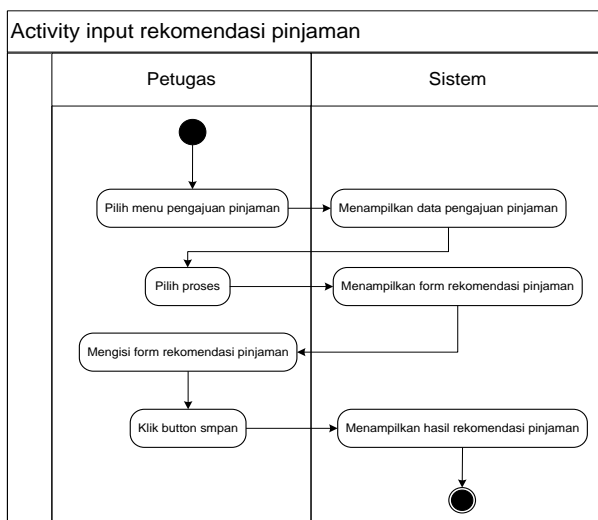 Activity input rekomendasi pinjaman
Petugas
Sistem
Pilih menu pengajuan pinjaman
Menampilkan data pengajuan pinjaman
Pilih proses
Menampilkan form rekomendasi pinjaman
Mengisi form rekomendasi pinjaman
Klik button smpan
Menampilkan hasil rekomendasi pinjaman